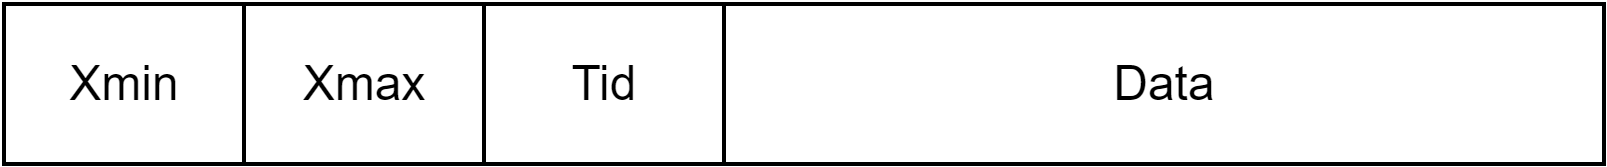 Xmin Xmax Tid Data